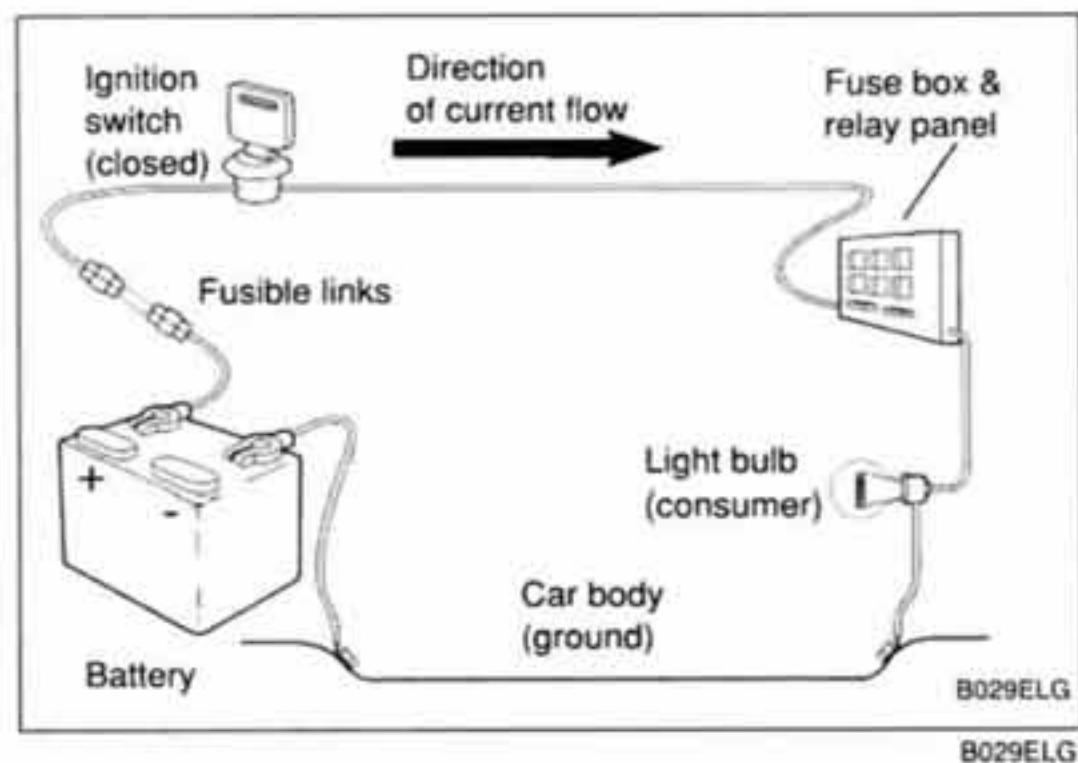 Ignition
switch
(closed)
Direction
of current flow
Fuse box &
relay panel
Fusible links
+
-
Light bulb
(consumer)
Car body
(ground)
Battery
B029ELG
B029ELG